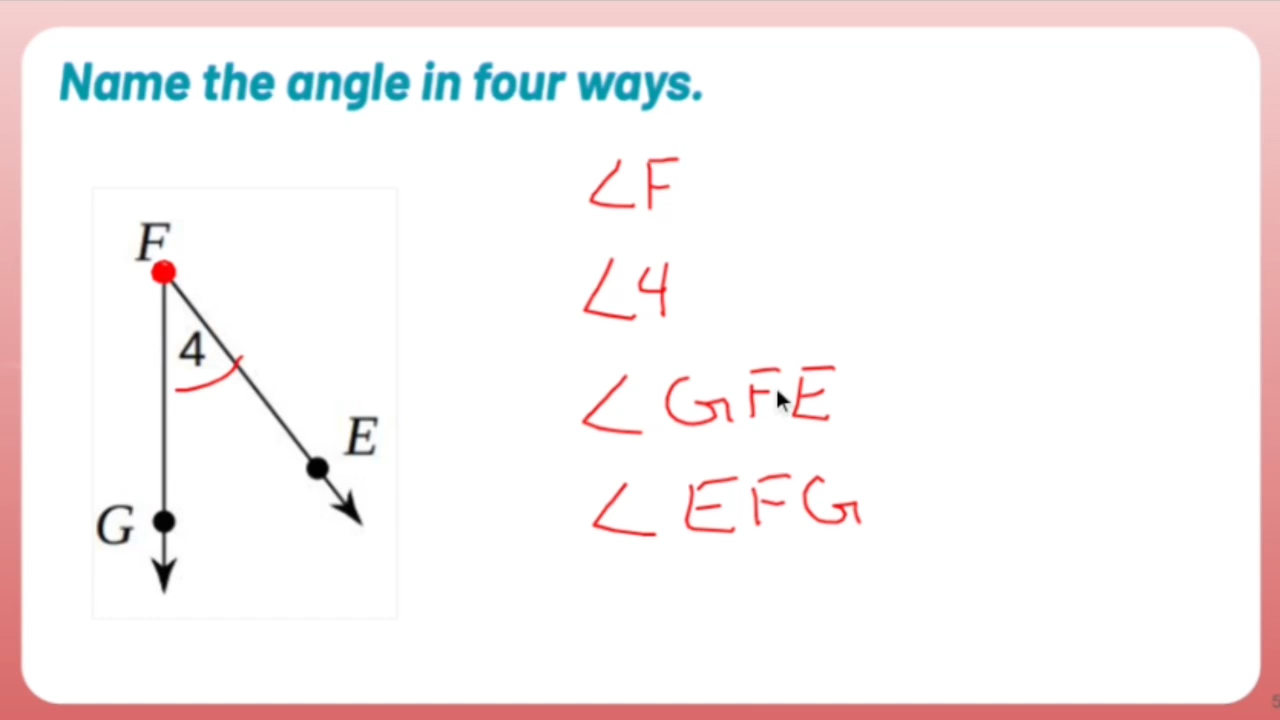 Name the angle in four ways.
F
4
E
G
∠F
∠4
∠GFE
∠EFG